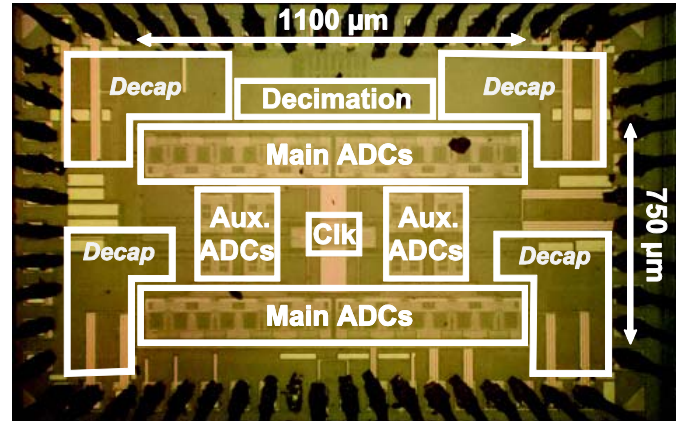 1100 µm
Decap
Decimation
Decap
Main ADCs
750 µm
Aux.
ADCs
Clk
Aux.
ADCs
Decap
Decap
Main ADCs